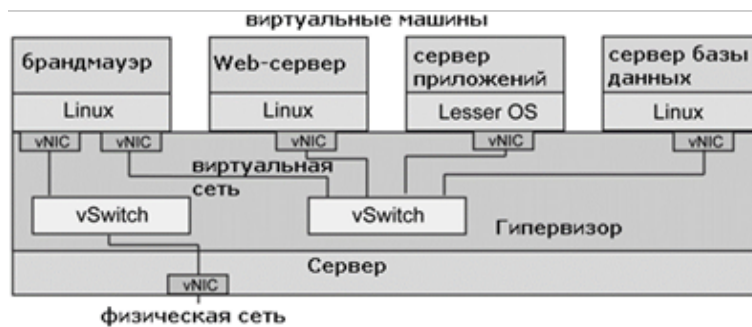 виртуальные машины
брандмауэр
Web-сервер
сервер
приложений
сервер базы
данных
Linux
Linux
Lesser OS
Linux
vNIC
vNIC
vNIC
vNIC
vNIC
виртуальная
сеть
vSwitch
vSwitch
Гипервизор
Сервер
vNIC
физическая сеть